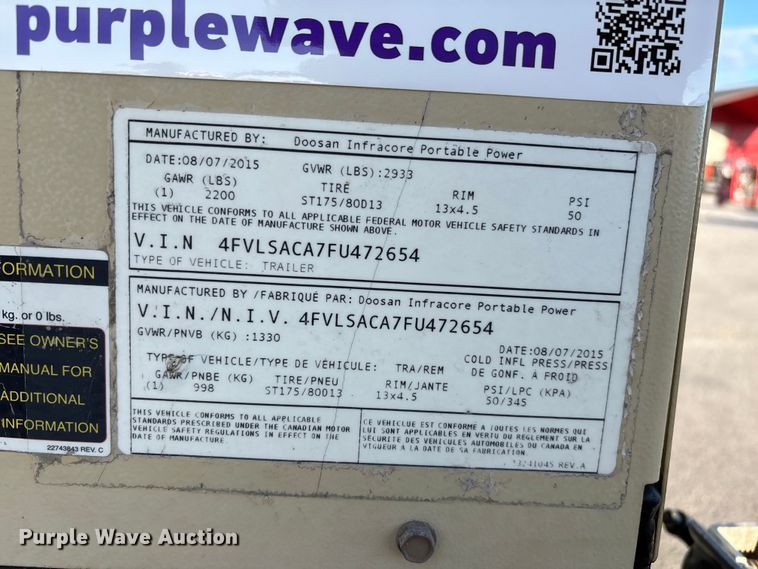 purplewave.com
MANUFACTURED BY: Doosan Infracore Portable Power
DATE:08/07/2015 GVWR (LBS):2933
GAWR (LBS) TIRE RIM PSI
(1) 2200 ST175/80D13 13x4.5 50
THIS VEHICLE CONFORMS TO ALL APPLICABLE FEDERAL MOTOR VEHICLE SAFETY STANDARDS IN
EFFECT ON THE DATE OF MANUFACTURE SHOWN ABOVE.
V.I.N 4FVLSACA7FU472654
TYPE OF VEHICLE: TRAILER
MANUFACTURED BY /FABRIQUÉ PAR: Doosan Infracore Portable Power
V.I.N./N.I.V. 4FVLSACA7FU472654
GVWR/PNVB (KG) :1330 DATE:08/07/2015
TYPE OF VEHICLE/TYPE DE VÉHICULE: TRA/REM COLD INFL PRESS/PRESS
DE GONF. A FROID
GAWR/PNBE (KG) TIRE/PNEU RIM/JANTE PSI/LPC (KPA)
(1) 998 ST175/80D13 13x4.5 50/345
THIS VEHICLE CONFORMS TO ALL APPLICABLE
STANDARDS PRESCRIBED UNDER THE CANADIAN MOTOR
VEHICLE SAFETY REGULATIONS IN EFFECT ON THE
DATE OF MANUFACTURE.
CE VEHICLUE EST CONFORME A JOUTES LES NORMES QUI
LUI SONT APPLICABLES EN VERTU DU REGLEMENT SUR LA
SÉCURITE DES VEHICULES AUTOMOBILES DU CANADA EN
VIGUEUR A LA DATE DE SA FABRICATION.
REV.A
FORMATION
kg. or 0 lbs.
SEE OWNER'S
MANUAL FOR
ADDITIONAL
INFORMATION
22743843 REV. C
Purple Wave Auction